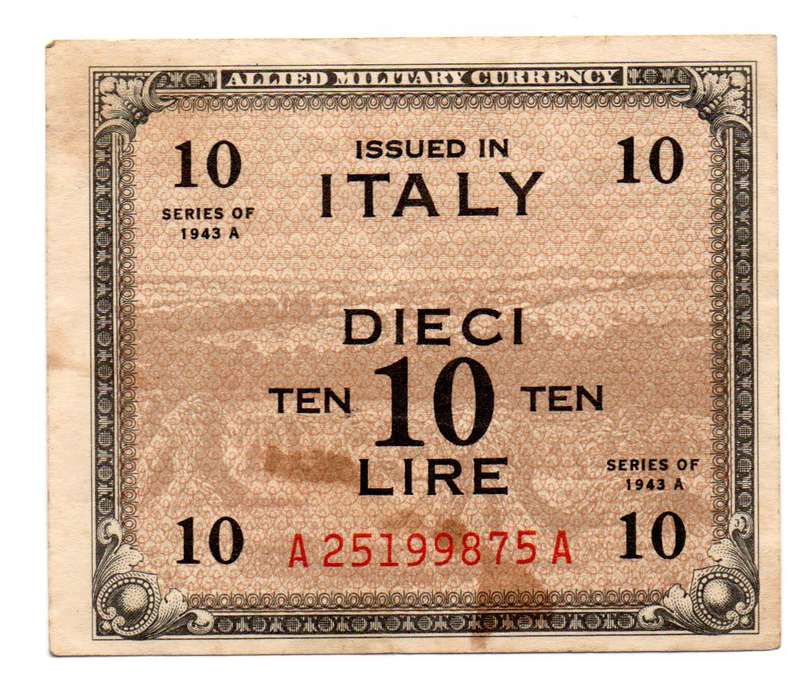 ALLIED MILITARY CURRENCY
10 ISSUED IN 10
ITALY
SERIES OF
1943 A
DIECI
TEN 10 TEN
LIRE
SERIES OF
1943 A
10 A25199875A 10